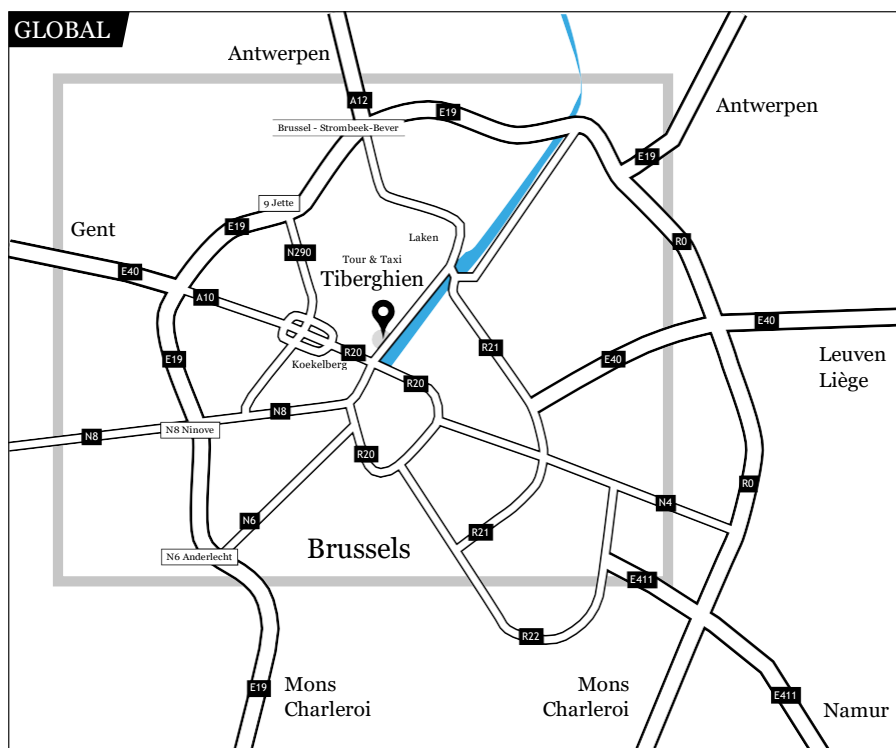 GLOBAL
Antwerpen
A12
E19
Antwerpen
Brussel - Strombeek-Bever
E19
9 Jette
E19
Gent
Laken
R0
N290
Tour & Taxi
E40
Tiberghien
A10
E40
R21
R20
E19
E40
Leuven
Liège
Koekelberg
R20
N8
N8
N8 Ninove
R20
R0
N4
N6
R21
Brussels
N6 Anderlecht
E411
R22
E19
Mons
Charleroi
Mons
Charleroi
E411
Namur